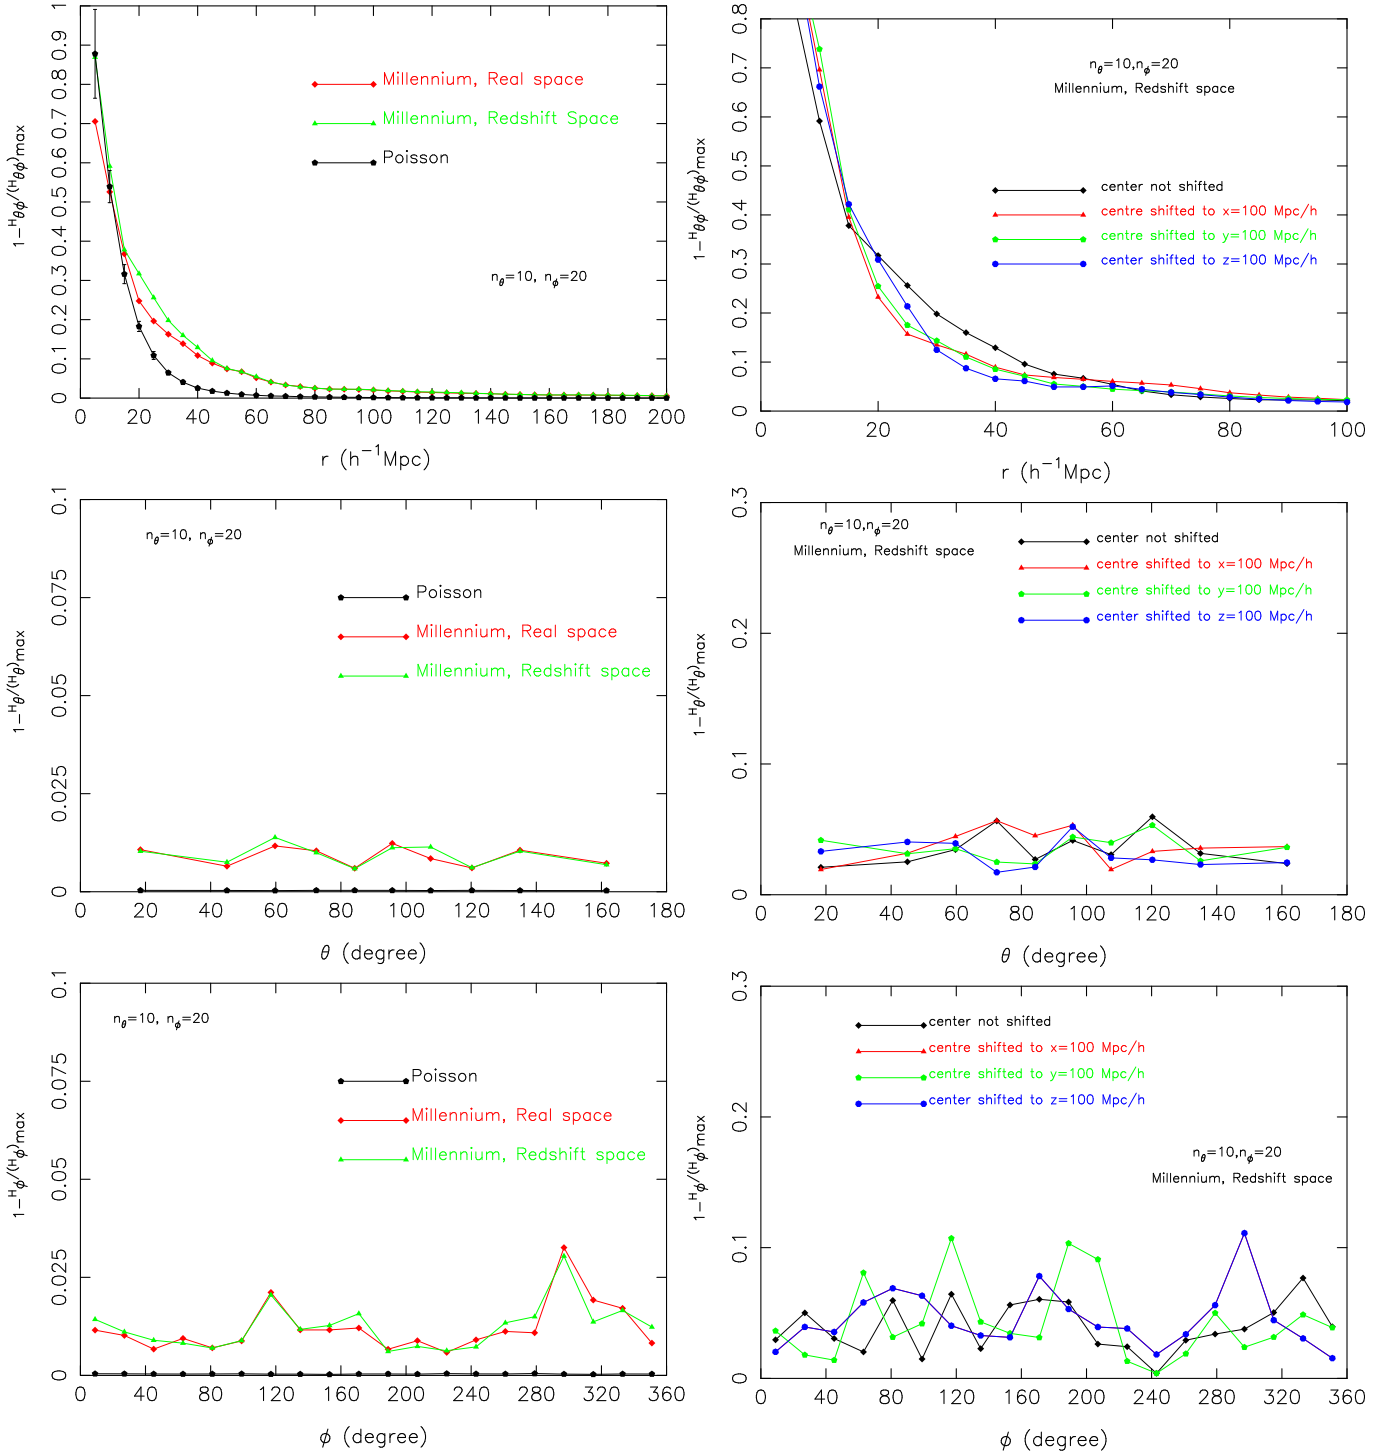 1−Hθϕ/(Hθϕ)max
0 0.1 0.2 0.3 0.4 0.5 0.6 0.7 0.8 0.9 1
Millennium, Real space
Millennium, Redshift Space
Poisson
nθ=10, nϕ=20
0 20 40 60 80 100 120 140 160 180 200
r (h−1Mpc)
1−Hθϕ/(Hθϕ)max
0 0.1 0.2 0.3 0.4 0.5 0.6 0.7 0.8
nθ=10,nϕ=20
Millennium, Redshift space
center not shifted
centre shifted to x=100 Mpc/h
centre shifted to y=100 Mpc/h
center shifted to z=100 Mpc/h
0 20 40 60 80 100
r (h−1Mpc)
1−Hθ/(Hθ)max
0 0.025 0.05 0.075 0.1
nθ=10, nϕ=20
Poisson
Millennium, Real space
Millennium, Redshift space
0 20 40 60 80 100 120 140 160 180
θ (degree)
1−Hθ/(Hθ)max
0 0.1 0.2 0.3
nθ=10,nϕ=20
Millennium, Redshift space
center not shifted
centre shifted to x=100 Mpc/h
centre shifted to y=100 Mpc/h
center shifted to z=100 Mpc/h
0 20 40 60 80 100 120 140 160 180
θ (degree)
1−Hϕ/(Hϕ)max
0 0.025 0.05 0.075 0.1
nθ=10, nϕ=20
Poisson
Millennium, Real space
Millennium, Redshift space
0 40 80 120 160 200 240 280 320 360
ϕ (degree)
1−Hϕ/(Hϕ)max
0 0.1 0.2 0.3
center not shifted
centre shifted to x=100 Mpc/h
centre shifted to y=100 Mpc/h
center shifted to z=100 Mpc/h
nθ=10,nϕ=20
Millennium, Redshift space
0 40 80 120 160 200 240 280 320 360
ϕ (degree)